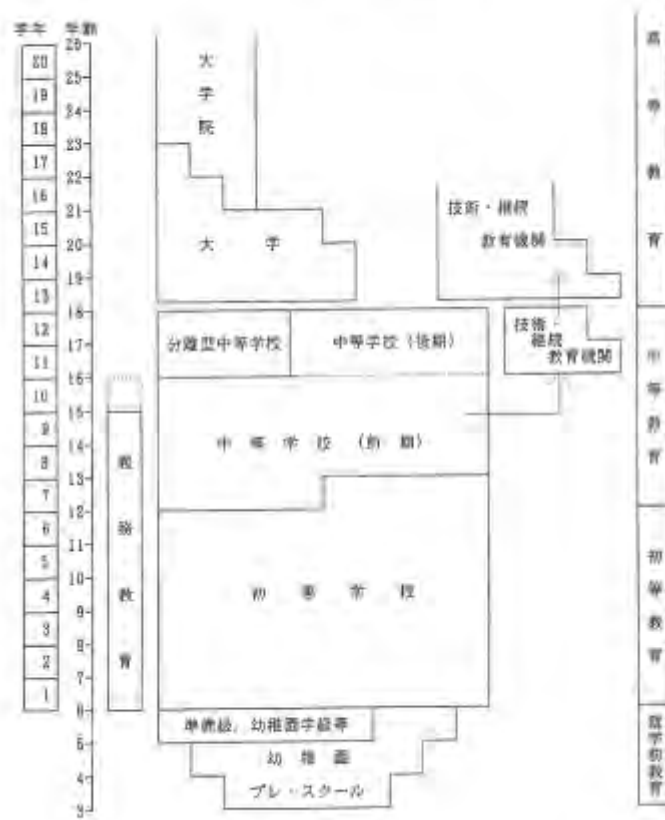 学年 学齢
20
19
18
17
16
15
14
13
12
11
10
9
8
7
6
5
4
3
2
1
26
25
24
23
22
21
20
19
18
17
16
15
14
13
12
11
10
9
8
7
6
5
4
3
義務教育
大学院
大学
技術・継続
教育機関
分離型中等学校
中等学校(後期)
技術・
継続
教育機関
中等学校(前期)
初等学校
準備級、幼稚園学級等
幼稚園
プレ・スクール
高等教育
中等教育
初等教育
就学前教育